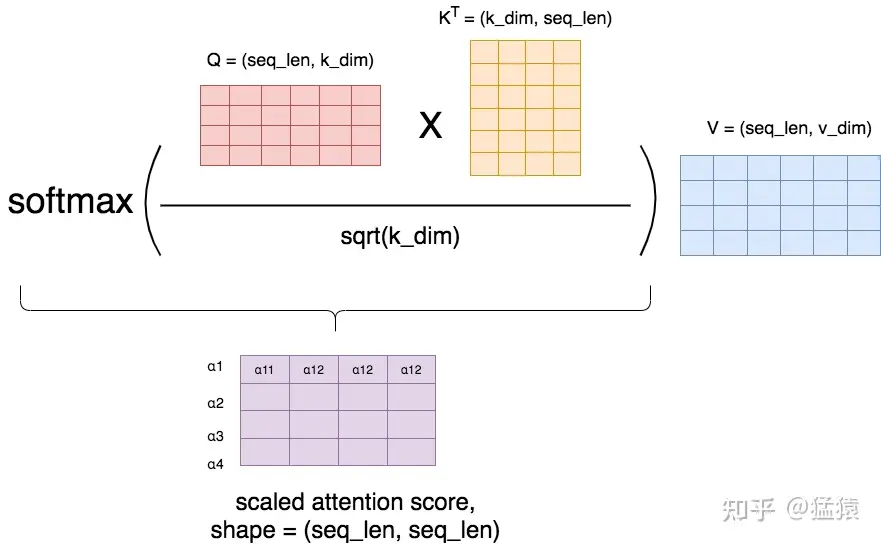 K^T = (k_dim, seq_len)
Q = (seq_len, k_dim)
X
V = (seq_len, v_dim)
softmax
sqrt(k_dim)
α1
α11 α12 α12 α12
α2
α3
α4
scaled attention score,
shape = (seq_len, seq_len)
知乎 @猛猿